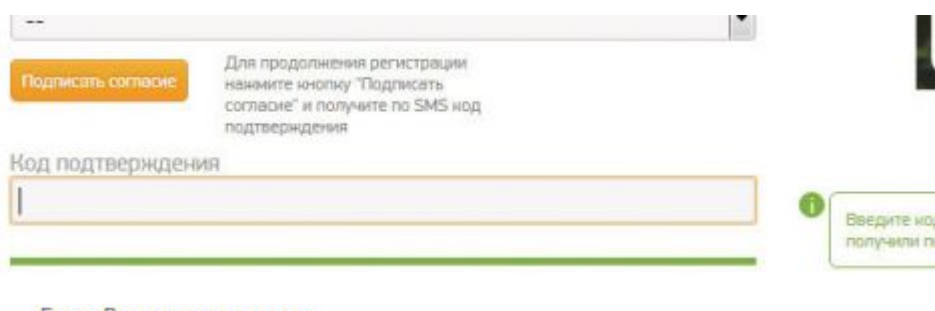 --
Подписать согласие
Для продолжения регистрации
нажмите кнопку "Подписать
согласие" и получите по SMS код
подтверждения
Код подтверждения
Введите код
получили